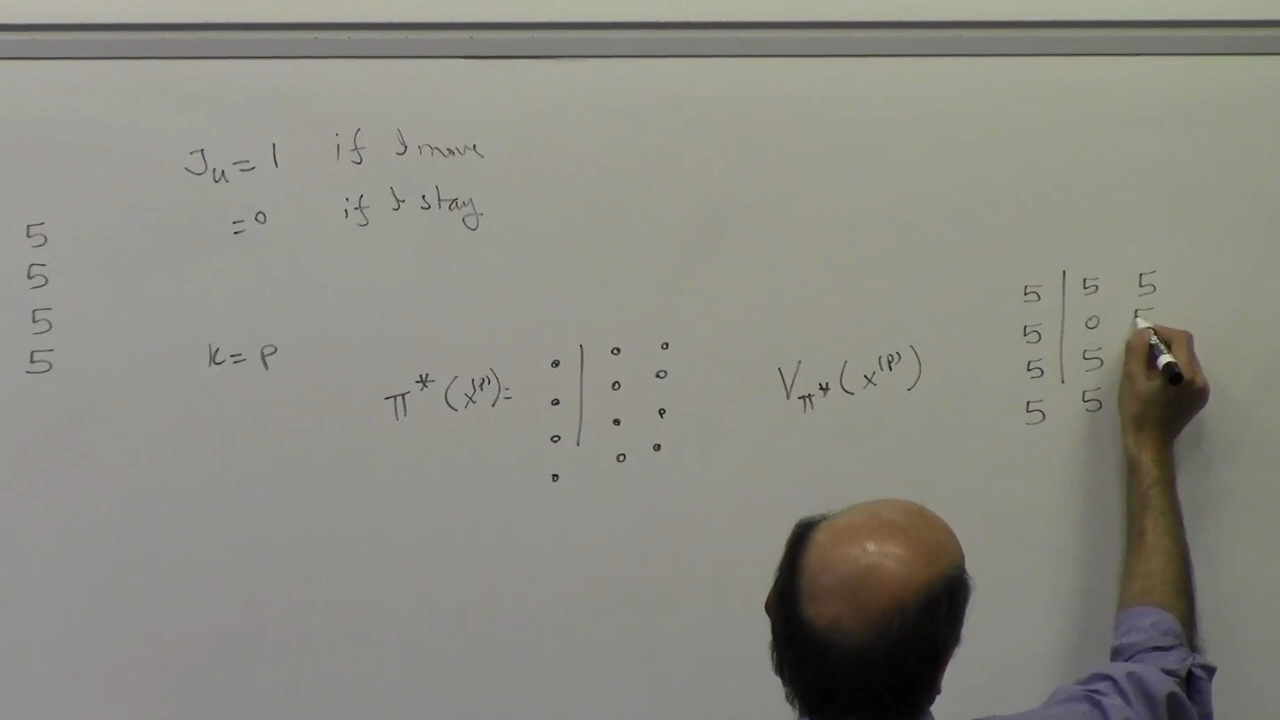 J_u = 1 if I move
= 0 if I stay.
5
5
5
5
K = P
π*(x^(P)) =
V_π*(x^(P))
5 | 5 5
5 | 0 5
5 | 5
5 5